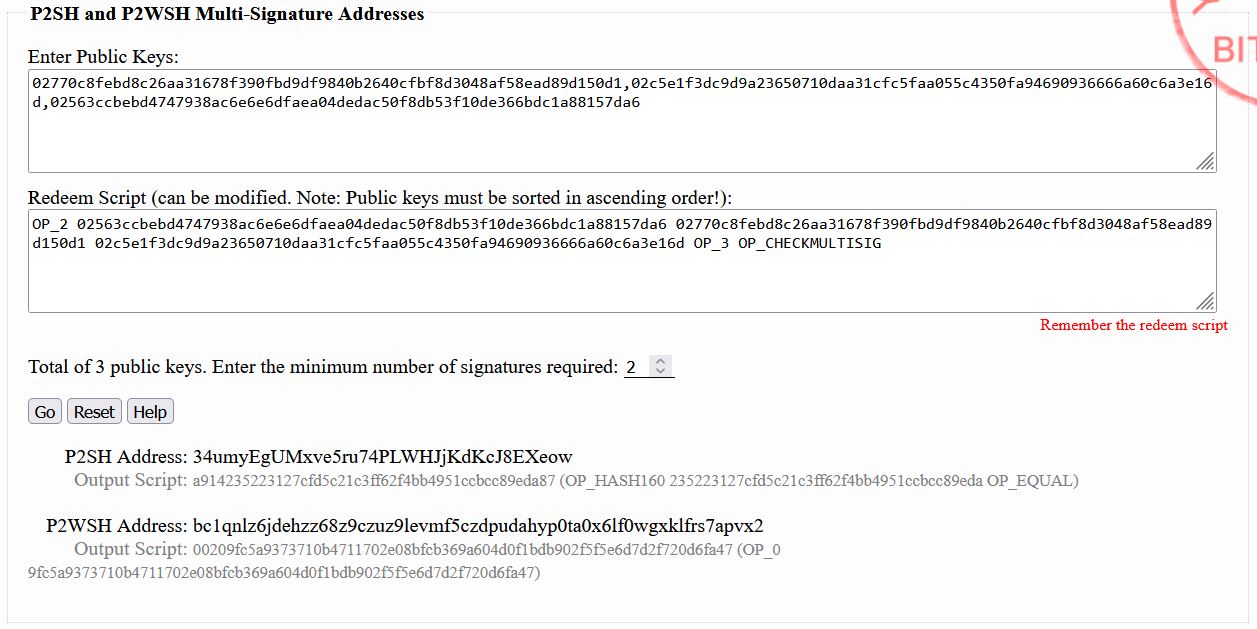 P2SH and P2WSH Multi-Signature Addresses
BIT
Enter Public Keys:
02770c8febd8c26aa31678f390fbd9df9840b2640cfbf8d3048af58ead89d150d1,02c5e1f3dc9d9a23650710daa31cfc5faa055c4350fa94690936666a60c6a3e16
d,02563ccbebd4747938ac6e6e6dfaea04dedac50f8db53f10de366bdc1a88157da6
Redeem Script (can be modified. Note: Public keys must be sorted in ascending order!):
OP_2 02563ccbebd4747938ac6e6e6dfaea04dedac50f8db53f10de366bdc1a88157da6 02770c8febd8c26aa31678f390fbd9df9840b2640cfbf8d3048af58ead89
d150d1 02c5e1f3dc9d9a23650710daa31cfc5faa055c4350fa94690936666a60c6a3e16d OP_3 OP_CHECKMULTISIG
Remember the redeem script
Total of 3 public keys. Enter the minimum number of signatures required: 2
Go Reset Help
P2SH Address: 34umyEgUMxve5ru74PLWHJjKdKcJ8EXeow
Output Script: a914235223127cfd5c21c3ff62f4bb4951ccbcc89eda87 (OP_HASH160 235223127cfd5c21c3ff62f4bb4951ccbcc89eda OP_EQUAL)
P2WSH Address: bc1qnlz6jdehzz68z9czuz9levmf5czdpudahyp0ta0x6lf0wgxklfrs7apvx2
Output Script: 00209fc5a9373710b4711702e08bfcb369a604d0f1bdb902f5f5e6d7d2f720d6fa47 (OP_0
9fc5a9373710b4711702e08bfcb369a604d0f1bdb902f5f5e6d7d2f720d6fa47)